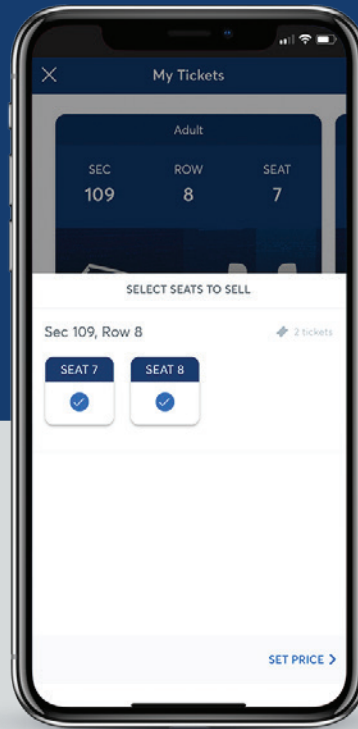 My Tickets
Adult
SEC ROW SEAT
109 8 7
SELECT SEATS TO SELL
Sec 109, Row 8 2 tickets
SEAT 7 SEAT 8
SET PRICE